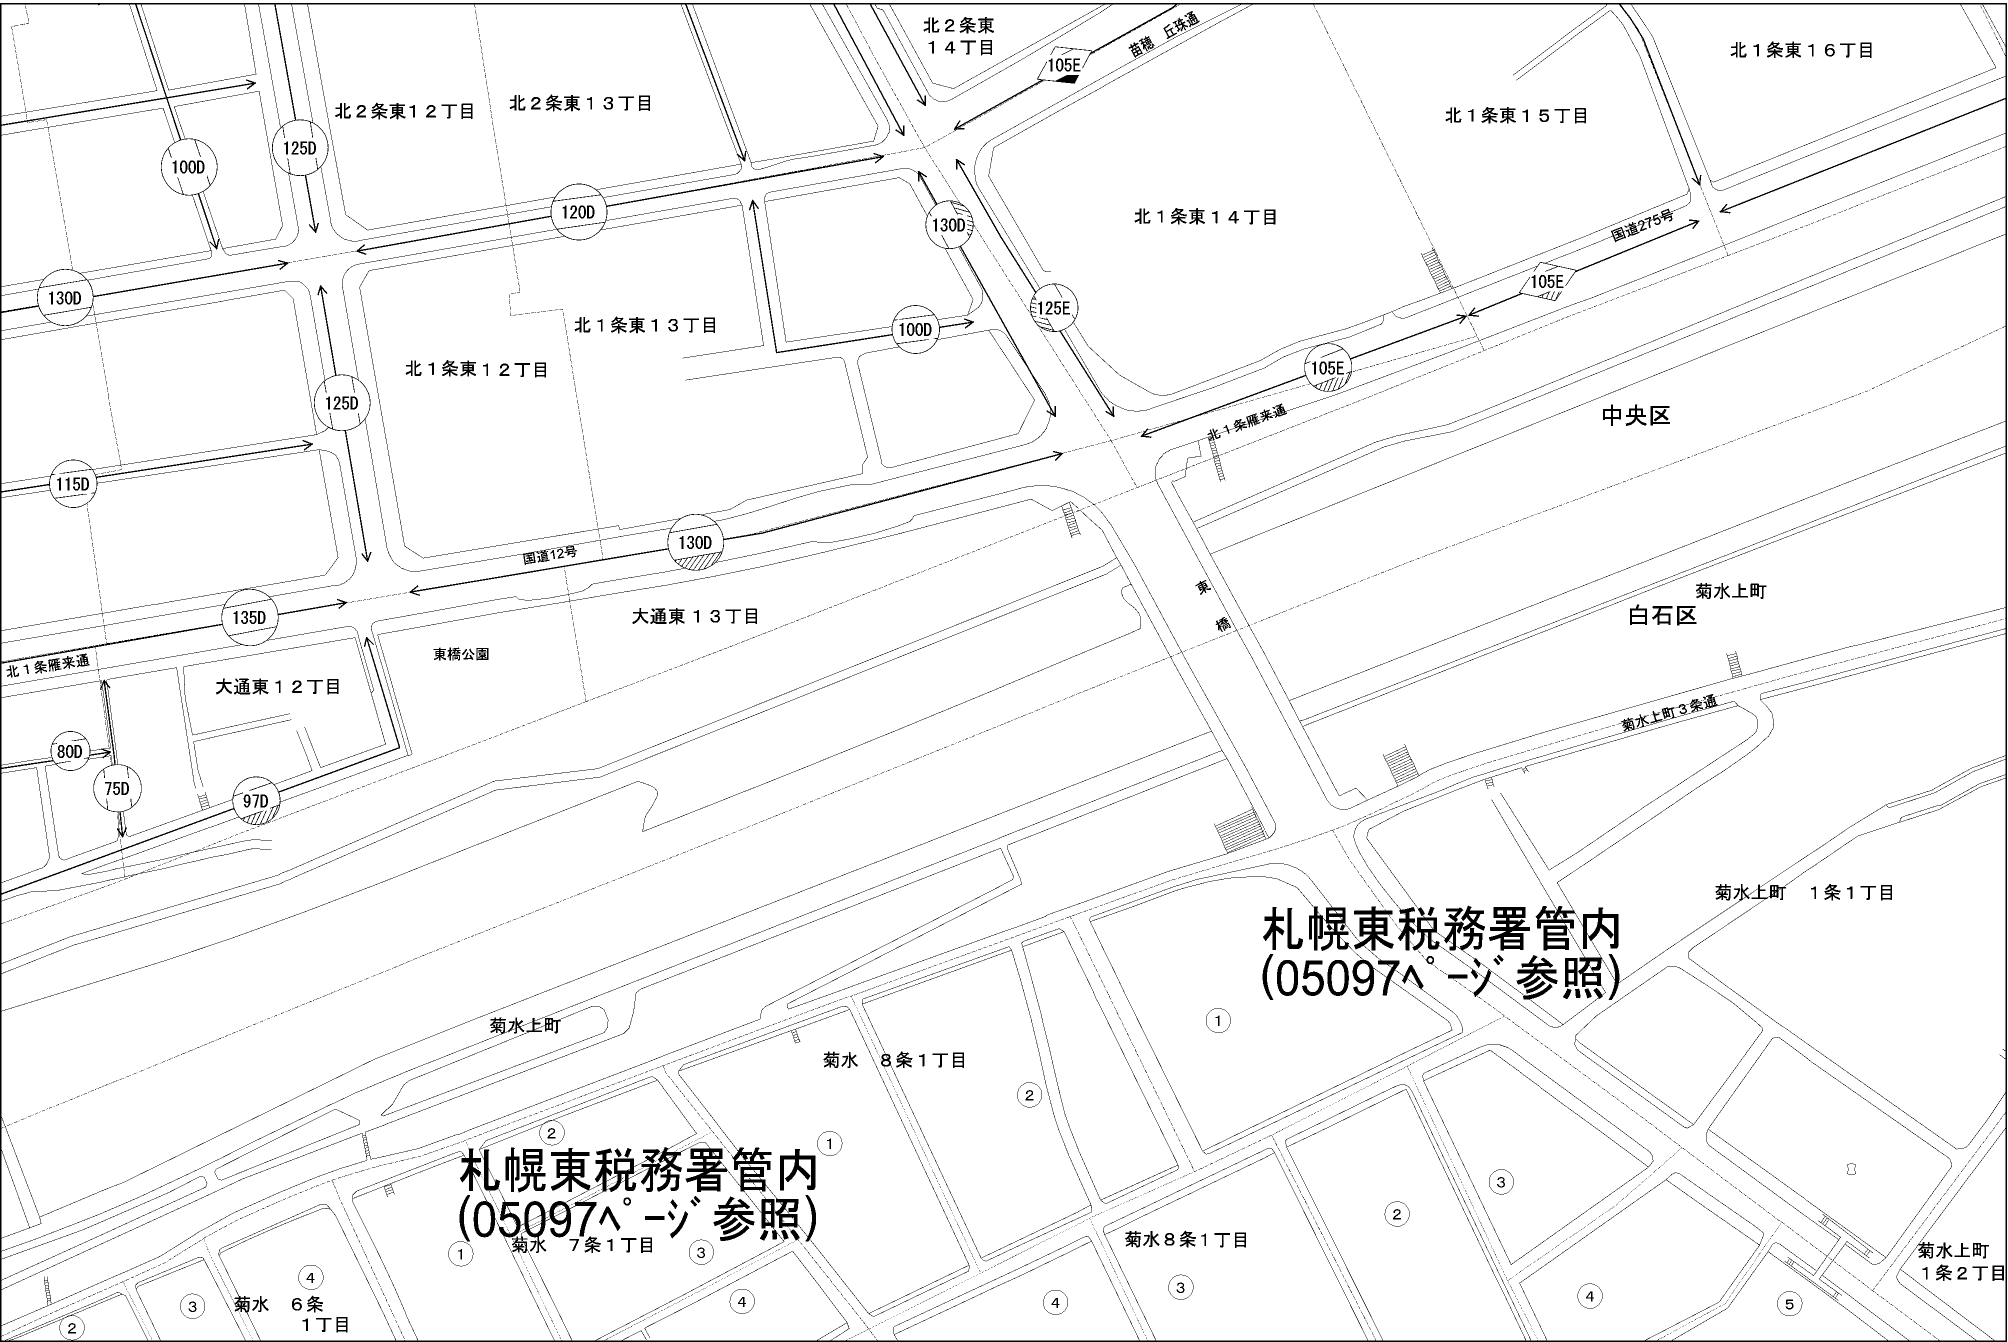 北２条東
１４丁目
苗穂　丘珠通
105E
北１条東１６丁目
北２条東１２丁目
北２条東１３丁目
北１条東１５丁目
125D
100D
120D
130D
北１条東１４丁目
国道275号
105E
130D
125E
北１条東１３丁目
100D
北１条東１２丁目
105E
125D
北１条雁来通
中央区
115D
国道12号
130D
東
橋
菊水上町
白石区
135D
大通東１３丁目
東橋公園
北１条雁来通
大通東１２丁目
菊水上町３条通
80D
75D
97D
菊水上町　１条１丁目
札幌東税務署管内
(05097ﾍﾟｰｼﾞ参照)
1
菊水上町
菊水　８条１丁目
2
2
1
札幌東税務署管内
(05097ﾍﾟｰｼﾞ参照)
3
2
菊水８条１丁目
菊水　７条１丁目
1
3
菊水上町
１条２丁目
4
3
菊水　６条
１丁目
2
4
4
3
4
5